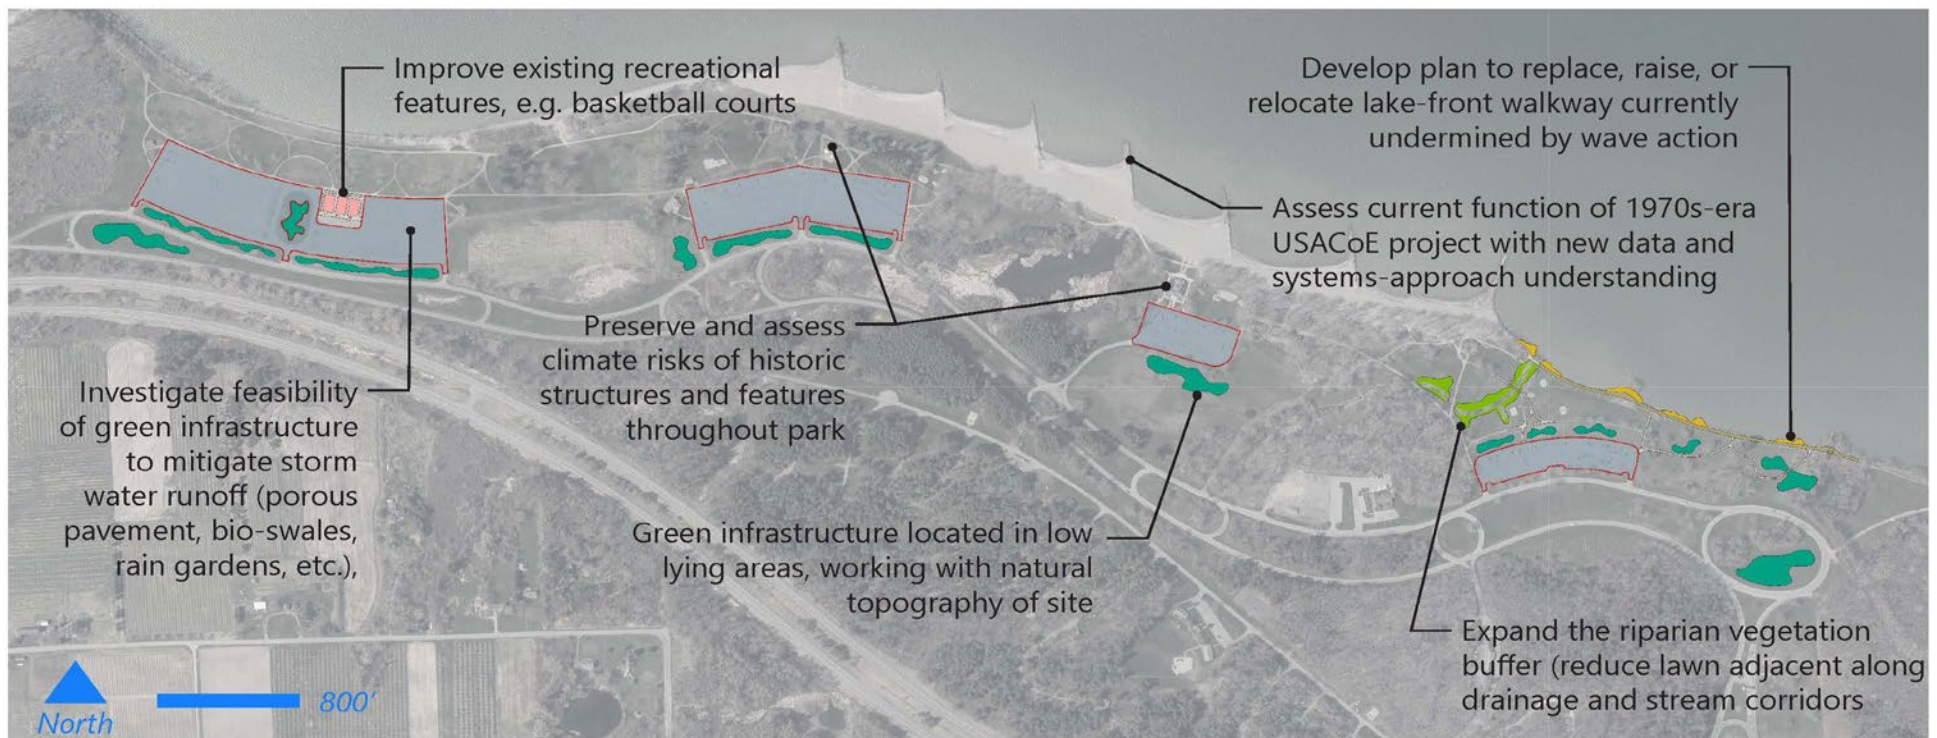 Improve existing recreational
features, e.g. basketball courts
Develop plan to replace, raise, or
relocate lake-front walkway currently
undermined by wave action
Assess current function of 1970s-era
USACoE project with new data and
systems-approach understanding
Preserve and assess
climate risks of historic
structures and features
throughout park
Investigate feasibility
of green infrastructure
to mitigate storm
water runoff (porous
pavement, bio-swales,
rain gardens, etc.),
Green infrastructure located in low
lying areas, working with natural
topography of site
Expand the riparian vegetation
buffer (reduce lawn adjacent along
drainage and stream corridors
800'
North